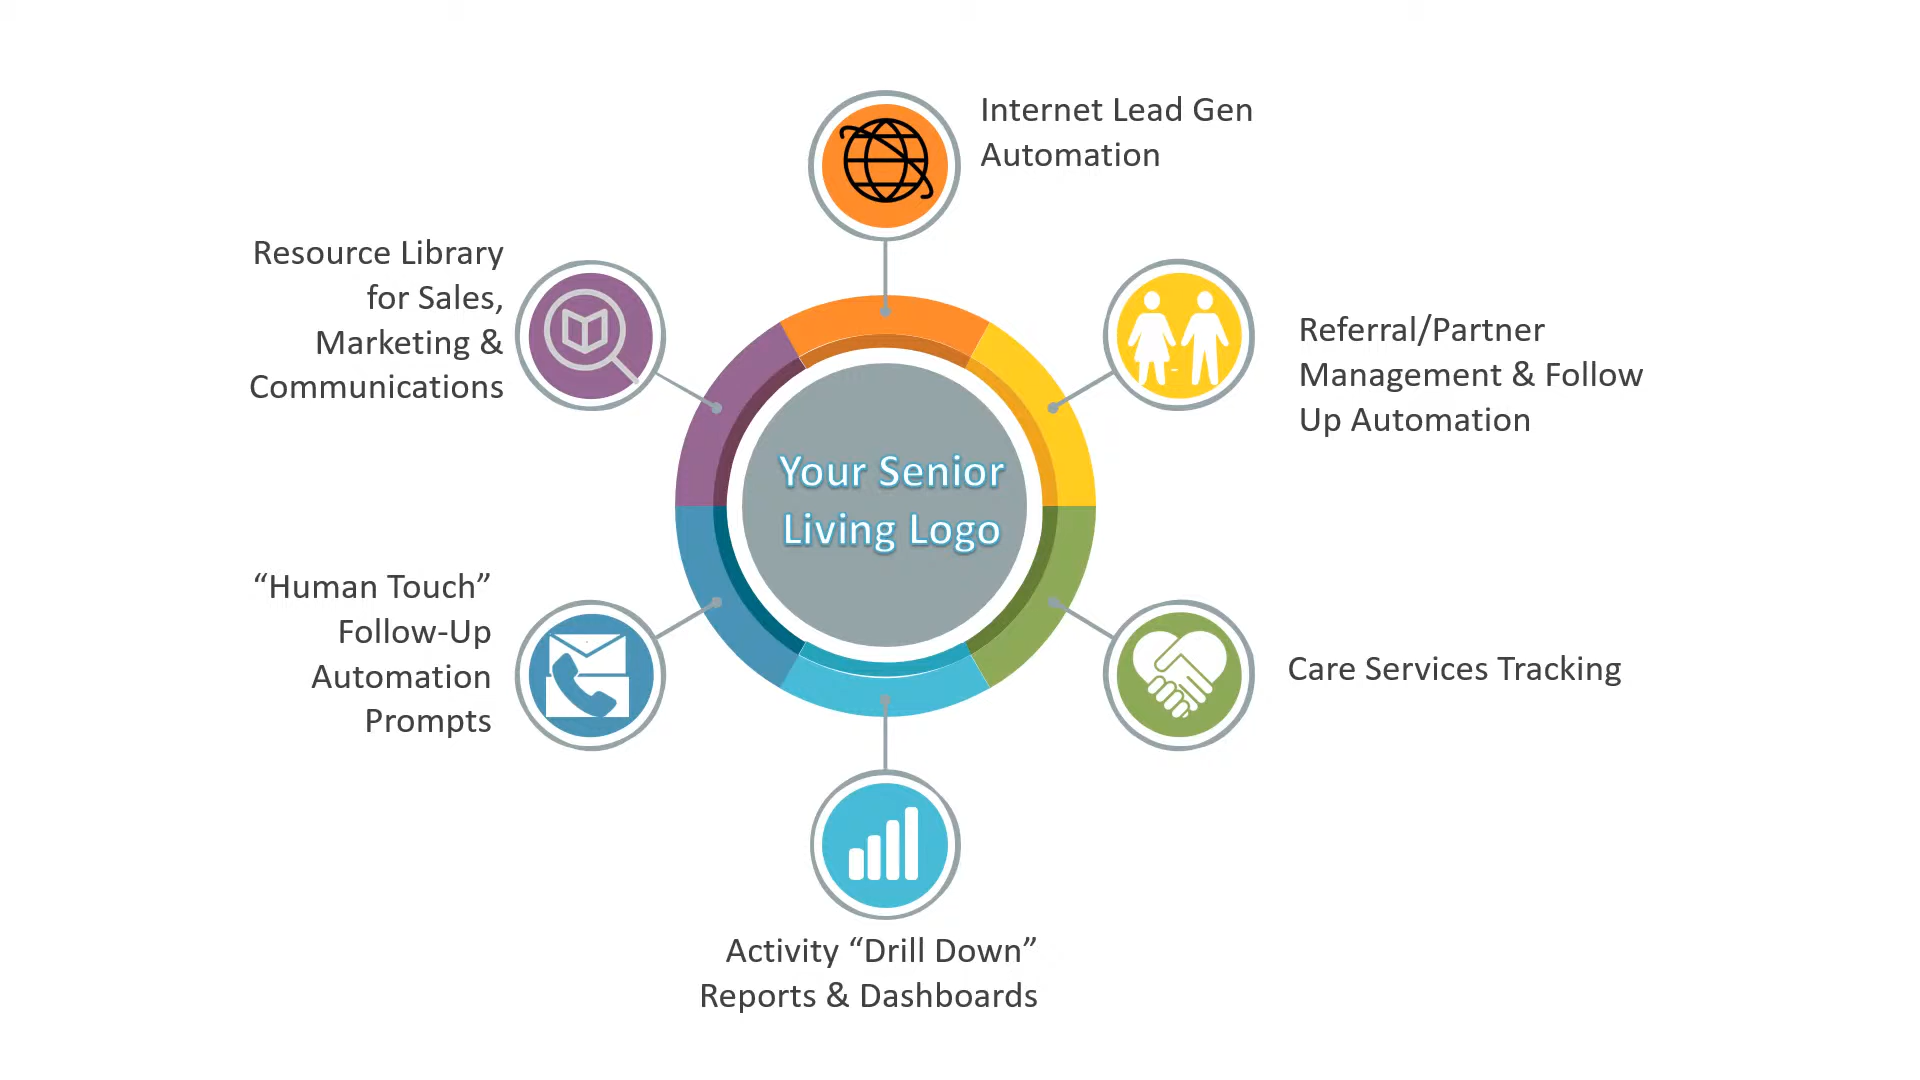 Internet Lead Gen
Automation
Resource Library
for Sales,
Marketing &
Communications
Referral/Partner
Management & Follow
Up Automation
Your Senior
Living Logo
“Human Touch”
Follow-Up
Automation
Prompts
Care Services Tracking
Activity “Drill Down”
Reports & Dashboards